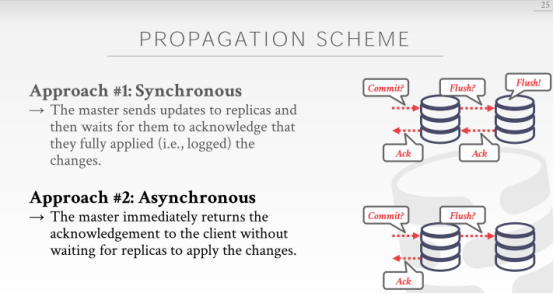 25
PROPAGATION SCHEME
Approach #1: Synchronous
→ The master sends updates to replicas and
then waits for them to acknowledge that
they fully applied (i.e., logged) the
changes.
Commit?
Flush?
Flush!
Ack
Ack
Approach #2: Asynchronous
→ The master immediately returns the
acknowledgement to the client without
waiting for replicas to apply the changes.
Commit?
Flush?
Ack